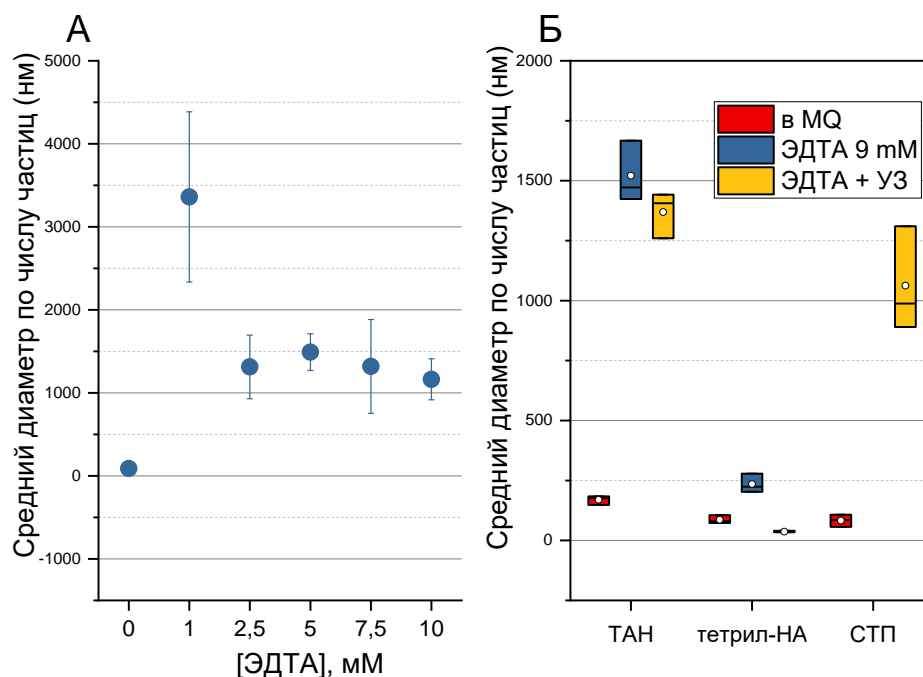 А
Средний диаметр по числу частиц (нм)
5000
4000
3000
2000
1000
0
-1000
0 1 2,5 5 7,5 10
[ЭДТА], мМ
Б
Средний диаметр по числу частиц (нм)
2000
1500
1000
500
0
в MQ
ЭДТА 9 mM
ЭДТА + УЗ
ТАН тетрил-НА СТП